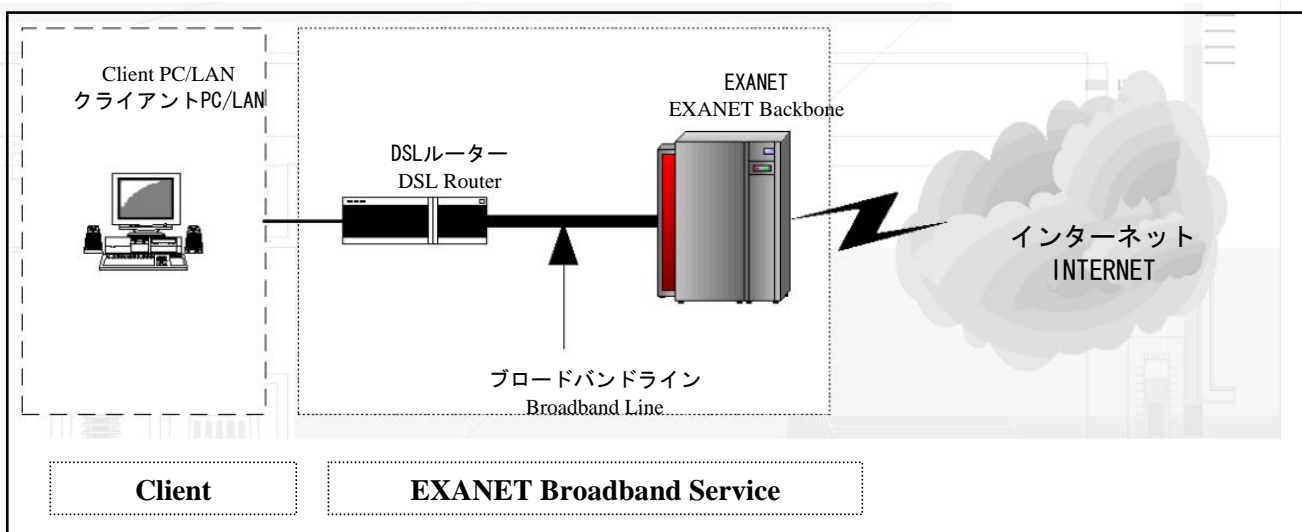 Client PC/LAN
クライアントPC/LAN
DSLルーター
DSL Router
EXANET
EXANET Backbone
インターネット
INTERNET
ブロードバンドライン
Broadband Line
Client
EXANET Broadband Service